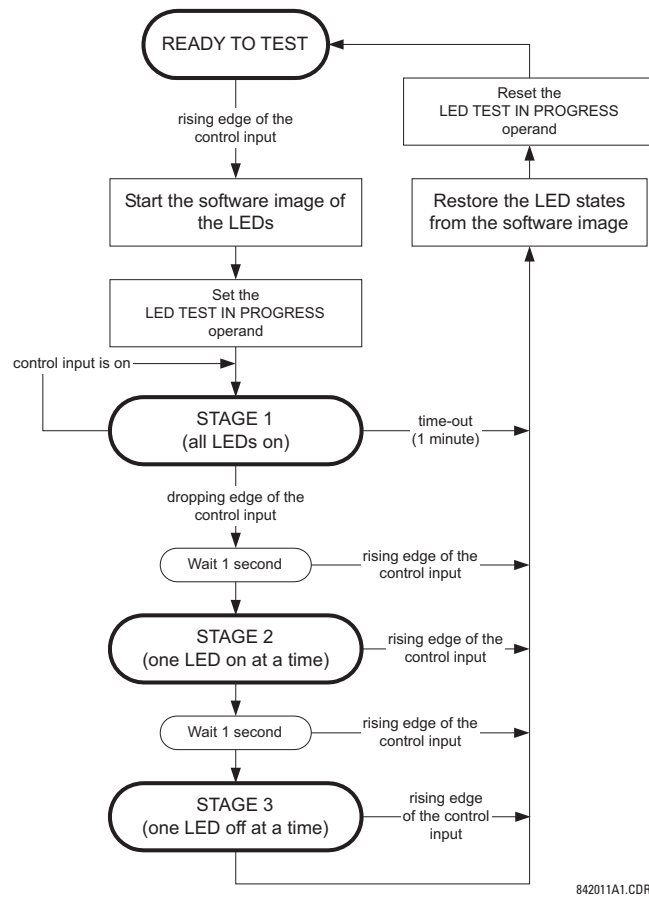 READY TO TEST
Reset the
LED TEST IN PROGRESS
operand
rising edge of the
control input
Start the software image of
the LEDs
Restore the LED states
from the software image
Set the
LED TEST IN PROGRESS
operand
control input is on
STAGE 1
(all LEDs on)
time-out
(1 minute)
dropping edge of the
control input
Wait 1 second
rising edge of the
control input
STAGE 2
(one LED on at a time)
rising edge of the
control input
Wait 1 second
rising edge of the
control input
STAGE 3
(one LED off at a time)
rising edge
of the control
input
842011A1.CDR